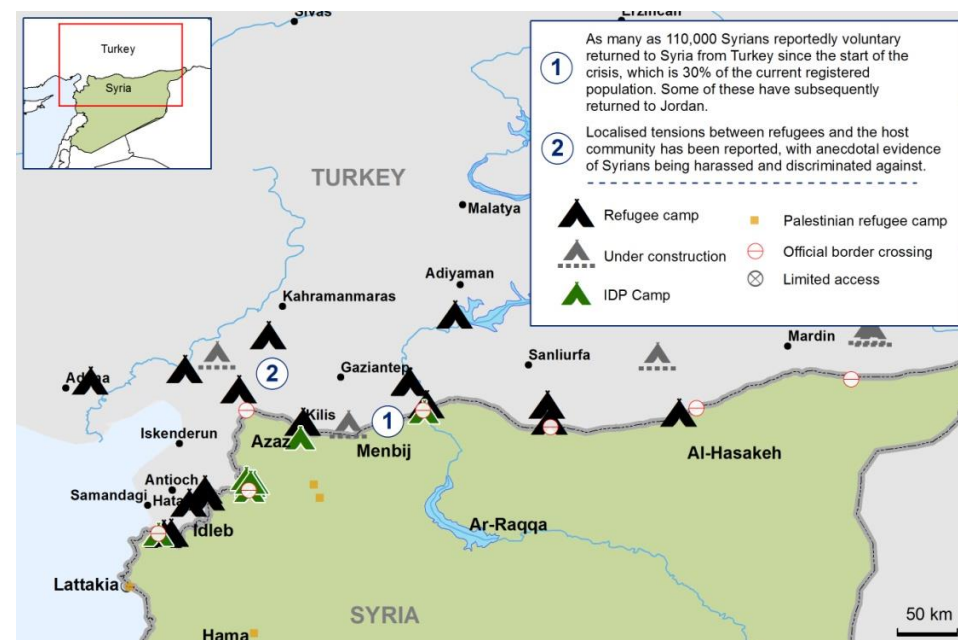 Turkey
Syria
Sivas
Erzincan
1
As many as 110,000 Syrians reportedly voluntary
returned to Syria from Turkey since the start of the
crisis, which is 30% of the current registered
population. Some of these have subsequently
returned to Jordan.
2
Localised tensions between refugees and the host
community has been reported, with anecdotal evidence
of Syrians being harassed and discriminated against.
Refugee camp
Under construction
IDP Camp
Palestinian refugee camp
Official border crossing
Limited access
TURKEY
Malatya
Adiyaman
Kahramanmaras
Mardin
Sanliurfa
Gaziantep
2
Kilis
1
Azaz
Menbij
Iskenderun
Al-Hasakeh
Antioch
Samandagi
Idleb
Ar-Raqqa
Lattakia
SYRIA
50 km
Hama